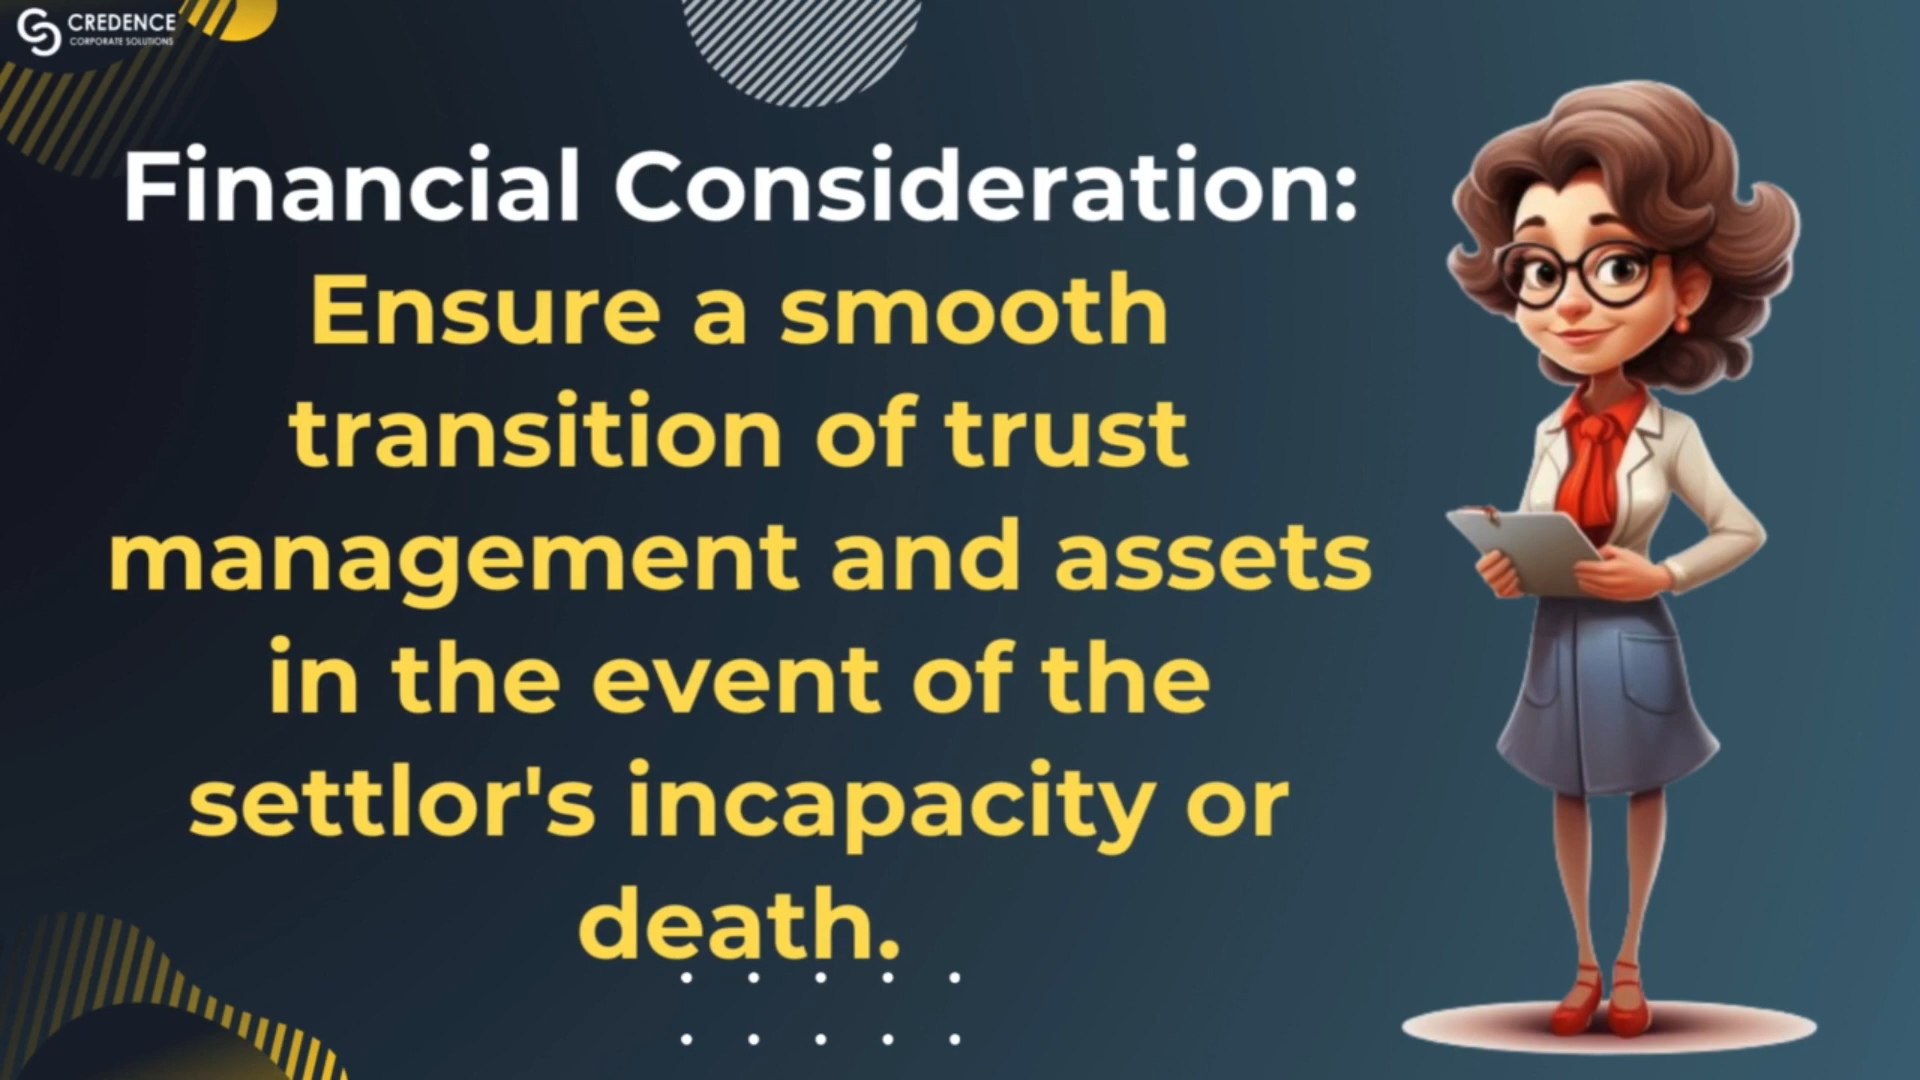 CREDENCE
CORPORATE SOLUTIONS
Financial Consideration:
Ensure a smooth
transition of trust
management and assets
in the event of the
settlor's incapacity or
death.